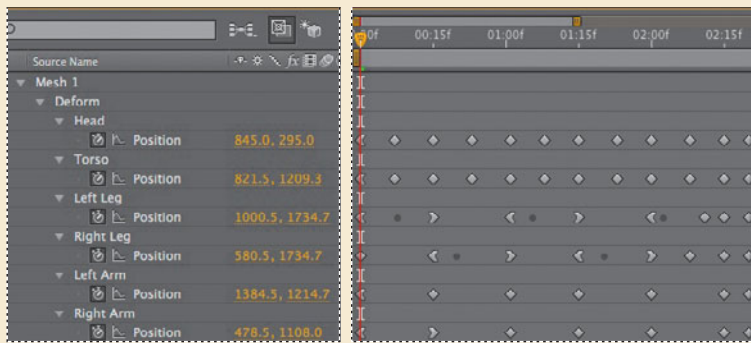 00f 00:15f 01:00f 01:15f 02:00f 02:15f
Source Name
Mesh 1
Deform
Head
Position 845.0, 295.0
Torso
Position 821.5, 1209.3
Left Leg
Position 1000.5, 1734.7
Right Leg
Position 580.5, 1734.7
Left Arm
Position 1384.5, 1214.7
Right Arm
Position 478.5, 1108.0